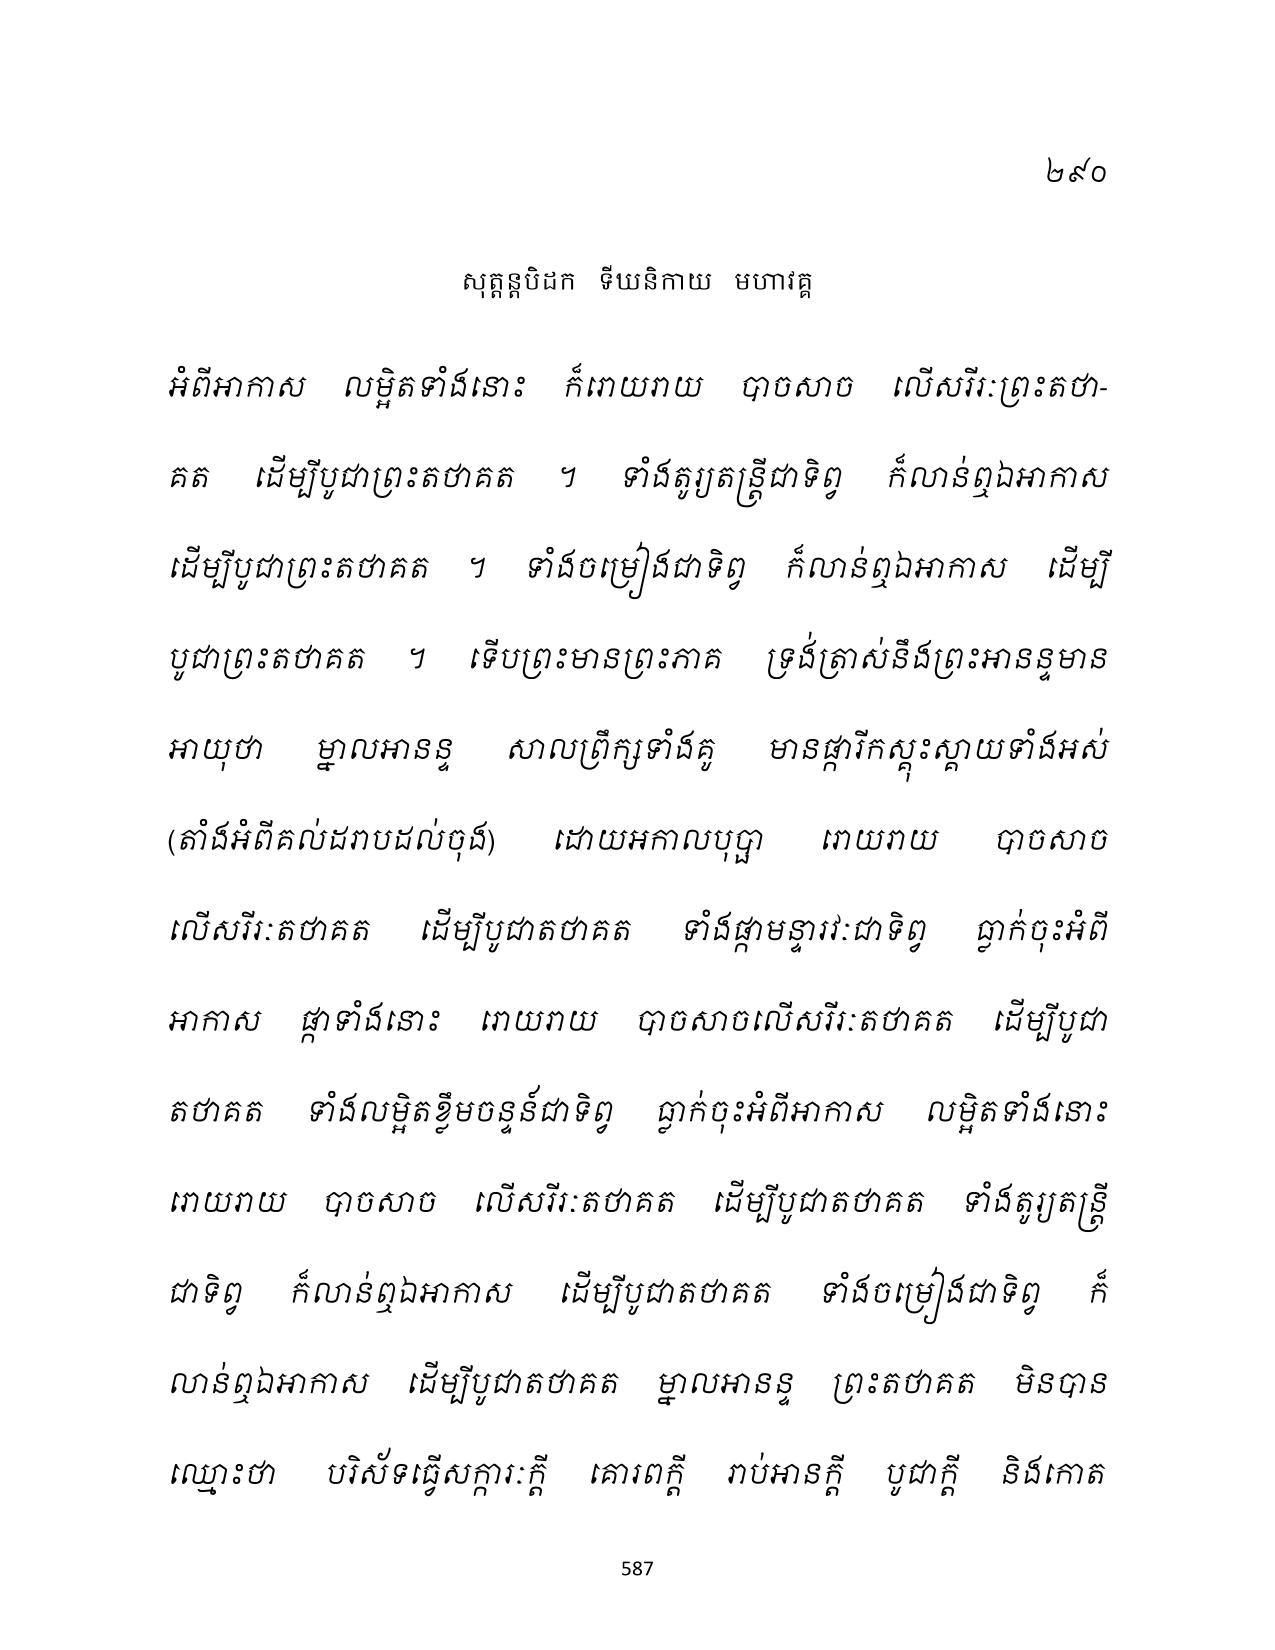 ២៩០
សុត្តន្តបិដក ទីឃនិកាយ មហាវគ្គ
អំពីអាកាស លម្អិតទាំងនោះ ក៏រោយរាយ បាចសាច លើសរីរៈព្រះតថា-
គត ដើម្បីបូជាព្រះតថាគត ។ ទាំងតូរ្យតន្ត្រីជាទិព្វ ក៏លាន់ឮឯអាកាស
ដើម្បីបូជាព្រះតថាគត ។ ទាំងចម្រៀងជាទិព្វ ក៏លាន់ឮឯអាកាស ដើម្បី
បូជាព្រះតថាគត ។ ទើបព្រះមានព្រះភាគ ទ្រង់ត្រាស់នឹងព្រះអានន្ទមាន
អាយុថា ម្នាលអានន្ទ សាលព្រឹក្សទាំងគូ មានផ្ការីកស្គុះស្គាយទាំងអស់
(តាំងអំពីគល់ដរាបដល់ចុង) ដោយអកាលបុប្ផា រោយរាយ បាចសាច
លើសរីរៈតថាគត ដើម្បីបូជាតថាគត ទាំងផ្កាមន្ទារវៈជាទិព្វ ធ្លាក់ចុះអំពី
អាកាស ផ្កាទាំងនោះ រោយរាយ បាចសាចលើសរីរៈតថាគត ដើម្បីបូជា
តថាគត ទាំងលម្អិតខ្លឹមចន្ទន៍ជាទិព្វ ធ្លាក់ចុះអំពីអាកាស លម្អិតទាំងនោះ
រោយរាយ បាចសាច លើសរីរៈតថាគត ដើម្បីបូជាតថាគត ទាំងតូរ្យតន្ត្រី
ជាទិព្វ ក៏លាន់ឮឯអាកាស ដើម្បីបូជាតថាគត ទាំងចម្រៀងជាទិព្វ ក៏
លាន់ឮឯអាកាស ដើម្បីបូជាតថាគត ម្នាលអានន្ទ ព្រះតថាគត មិនបាន
ឈ្មោះថា បរិស័ទធ្វើសក្ការៈក្តី គោរពក្តី រាប់អានក្តី បូជាក្តី និងកោត
587